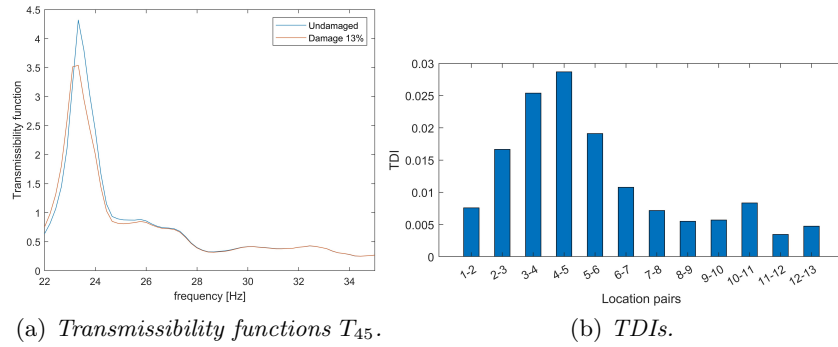 4.5
4
3.5
3
2.5
2
1.5
1
0.5
0
Transmissibility function
Undamaged
Damage 13%
22 24 26 28 30 32 34
frequency [Hz]
(a) Transmissibility functions T45.
0.03
0.025
0.02
0.015
0.01
0.005
0
TDI
1-2 2-3 3-4 4-5 5-6 6-7 7-8 8-9 9-10 10-11 11-12 12-13
Location pairs
(b) TDIs.